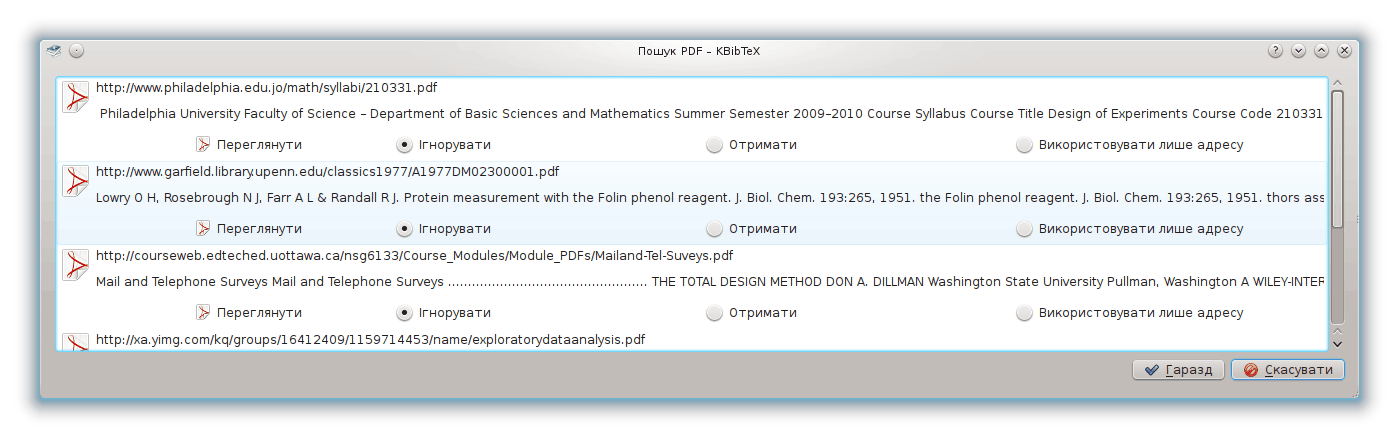 Пошук PDF – KBibTeX
http://www.philadelphia.edu.jo/math/syllabi/210331.pdf
Philadelphia University Faculty of Science – Department of Basic Sciences and Mathematics Summer Semester 2009–2010 Course Syllabus Course Title Design of Experiments Course Code 210331
Переглянути Ігнорувати Отримати Використовувати лише адресу
http://www.garfield.library.upenn.edu/classics1977/A1977DM02300001.pdf
Lowry O H, Rosebrough N J, Farr A L & Randall R J. Protein measurement with the Folin phenol reagent. J. Biol. Chem. 193:265, 1951. the Folin phenol reagent. J. Biol. Chem. 193:265, 1951. thors ass
Переглянути Ігнорувати Отримати Використовувати лише адресу
http://courseweb.edteched.uottawa.ca/nsg6133/Course_Modules/Module_PDFs/Mailand-Tel-Suveys.pdf
Mail and Telephone Surveys Mail and Telephone Surveys .................................................. THE TOTAL DESIGN METHOD DON A. DILLMAN Washington State University Pullman, Washington A WILEY-INTER
Переглянути Ігнорувати Отримати Використовувати лише адресу
http://xa.yimg.com/kq/groups/16412409/1159714453/name/exploratorydataanalysis.pdf
Гаразд Скасувати